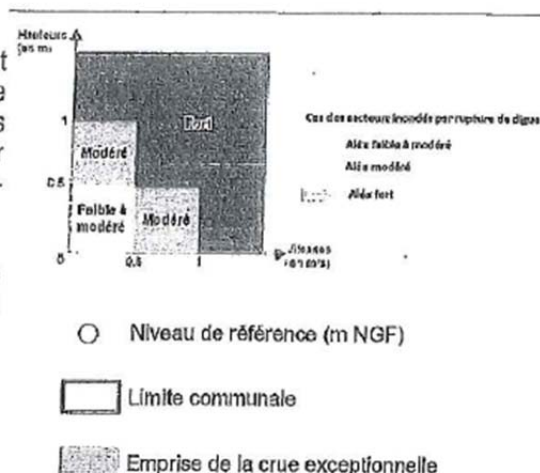 Hauteurs
(en m)
1
Fort
Modéré
0.5
Faible à
modéré
Modéré
0
0.5
1
Vitesses
(en m/s)
Cas des secteurs inondés par rupture de digue
Aléa faible à modéré
Aléa modéré
Aléa fort
Niveau de référence (m NGF)
Limite communale
Emprise de la crue exceptionnelle